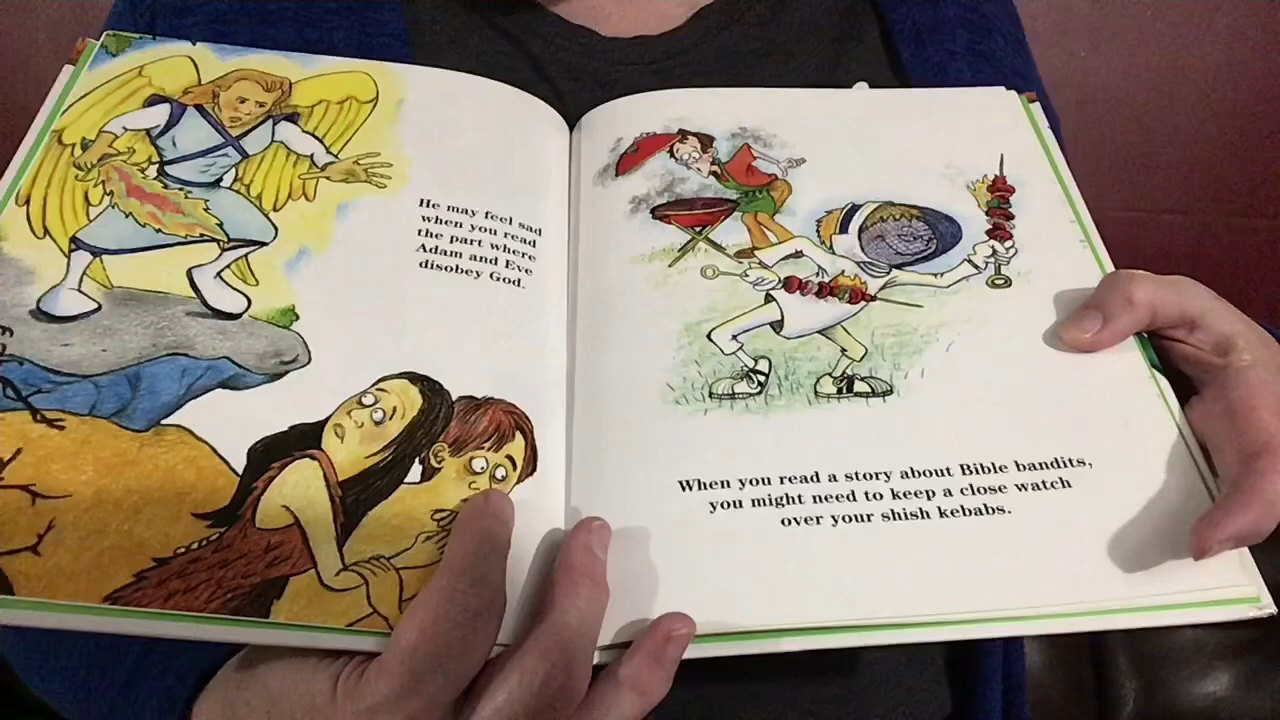 He may feel sad
when you read
the part where
Adam and Eve
disobey God.
When you read a story about Bible bandits,
you might need to keep a close watch
over your shish kebabs.